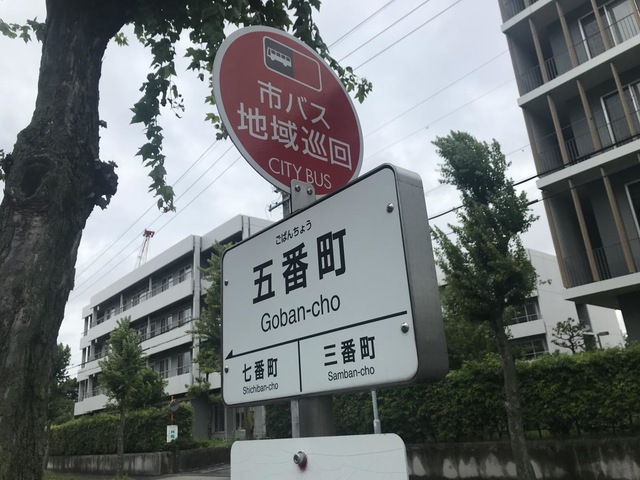 市バス
地域巡回
CITY BUS
ごばんちょう
五番町
Goban-cho
七番町 三番町
Shichiban-cho Samban-cho